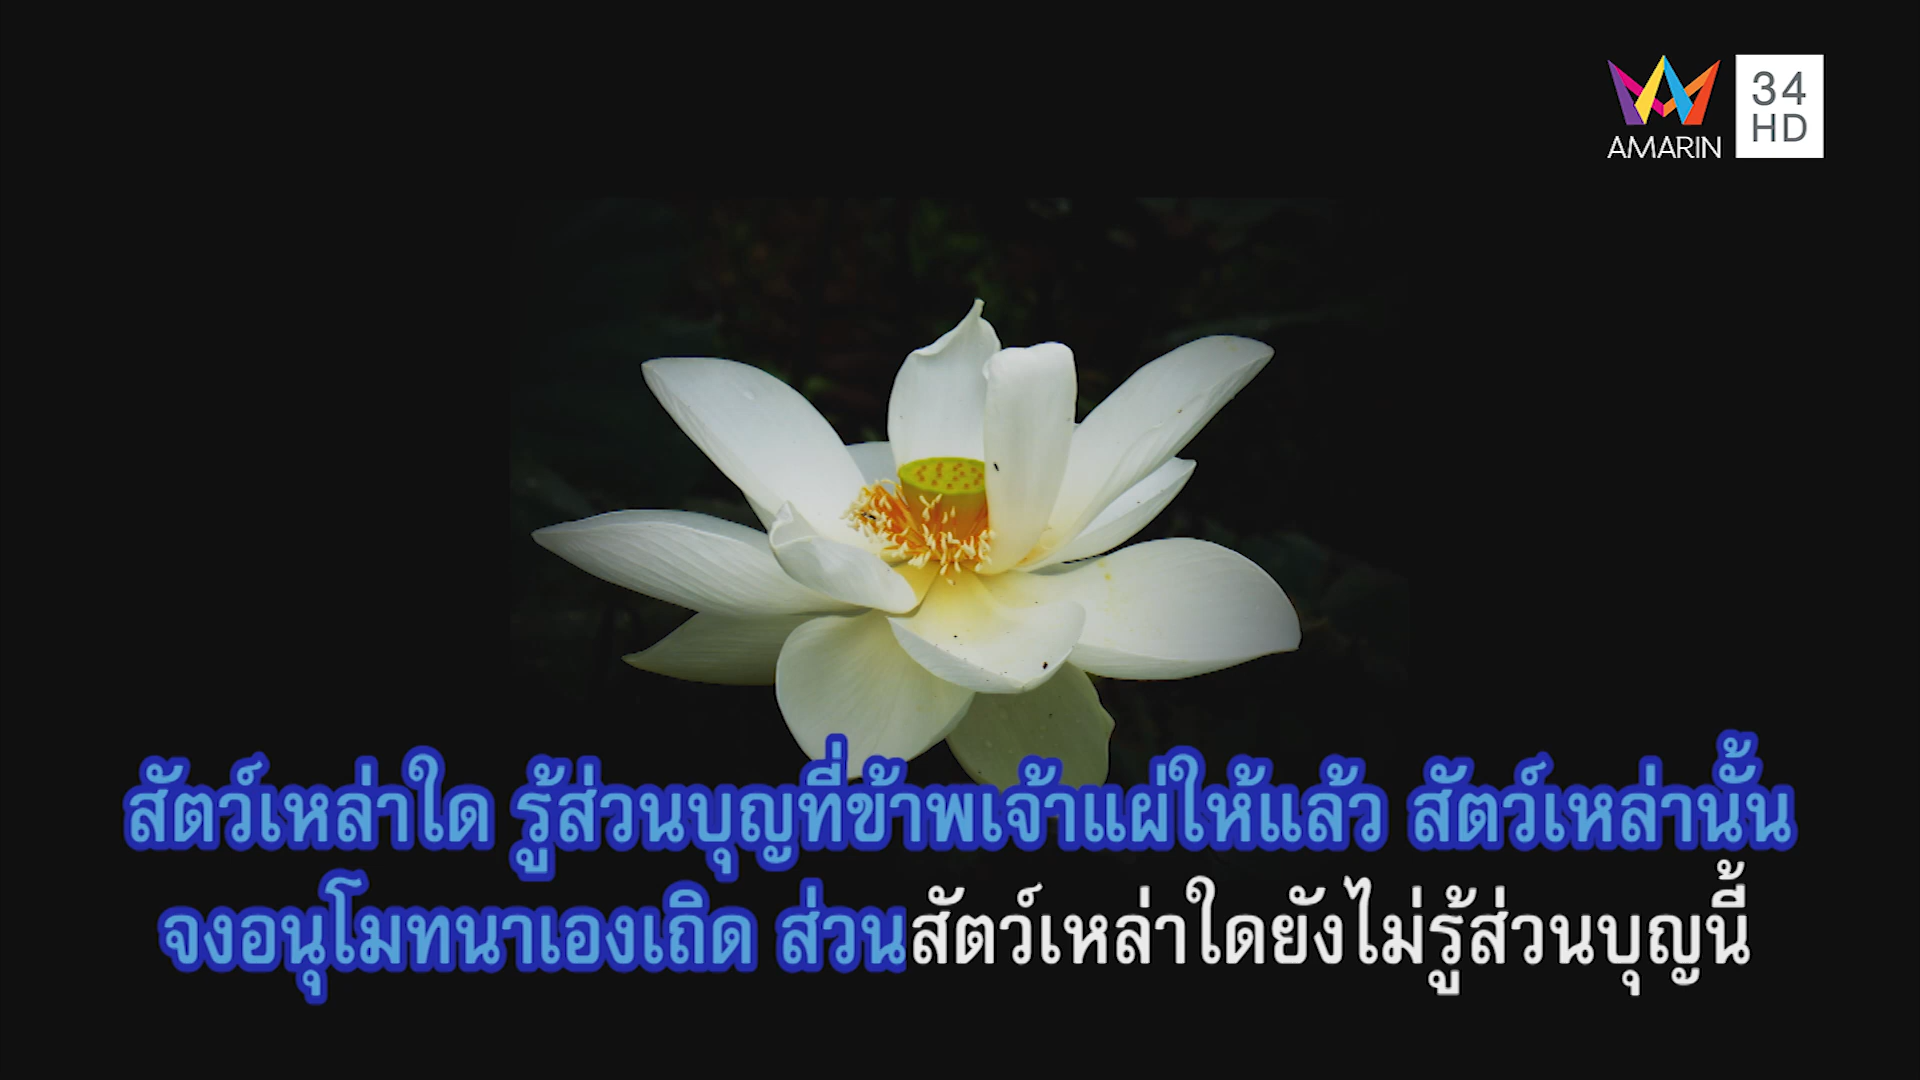 AMARIN
34
HD
สัตว์เหล่าใด รู้ส่วนบุญที่ข้าพเจ้าแผ่ให้แล้ว สัตว์เหล่านั้น
จงอนุโมทนาเองเถิด ส่วนสัตว์เหล่าใดยังไม่รู้ส่วนบุญนี้